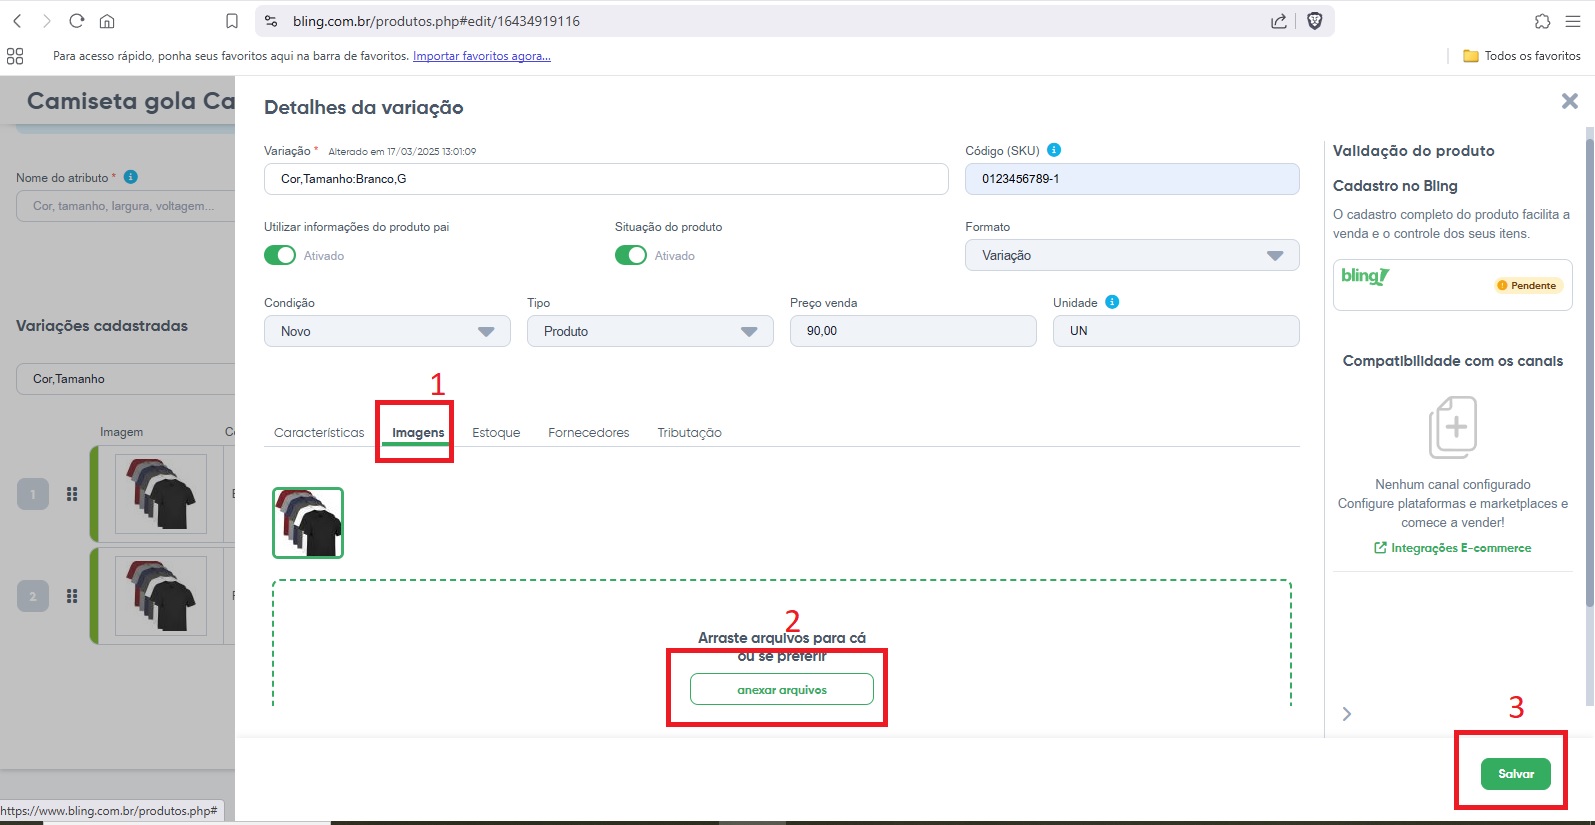 bling.com.br/produtos.php#edit/16434919116
Para acesso rápido, ponha seus favoritos aqui na barra de favoritos. Importar favoritos agora...
Todos os favoritos
Camiseta gola Ca
Nome do atributo *
Cor, tamanho, largura, voltagem...
Variações cadastradas
Cor,Tamanho
Imagem
1
2
Detalhes da variação
Variação * Alterado em 17/03/2025 13:01:09
Cor,Tamanho:Branco,G
Código (SKU)
0123456789-1
Utilizar informações do produto pai
Ativado
Situação do produto
Ativado
Formato
Variação
Condição
Novo
Tipo
Produto
Preço venda
90,00
Unidade
UN
1
Características Imagens Estoque Fornecedores Tributação
2
Arraste arquivos para cá
ou se preferir
anexar arquivos
Validação do produto
Cadastro no Bling
O cadastro completo do produto facilita a
venda e o controle dos seus itens.
bling
Pendente
Compatibilidade com os canais
Nenhum canal configurado
Configure plataformas e marketplaces e
comece a vender!
Integrações E-commerce
3
Salvar
https://www.bling.com.br/produtos.php#